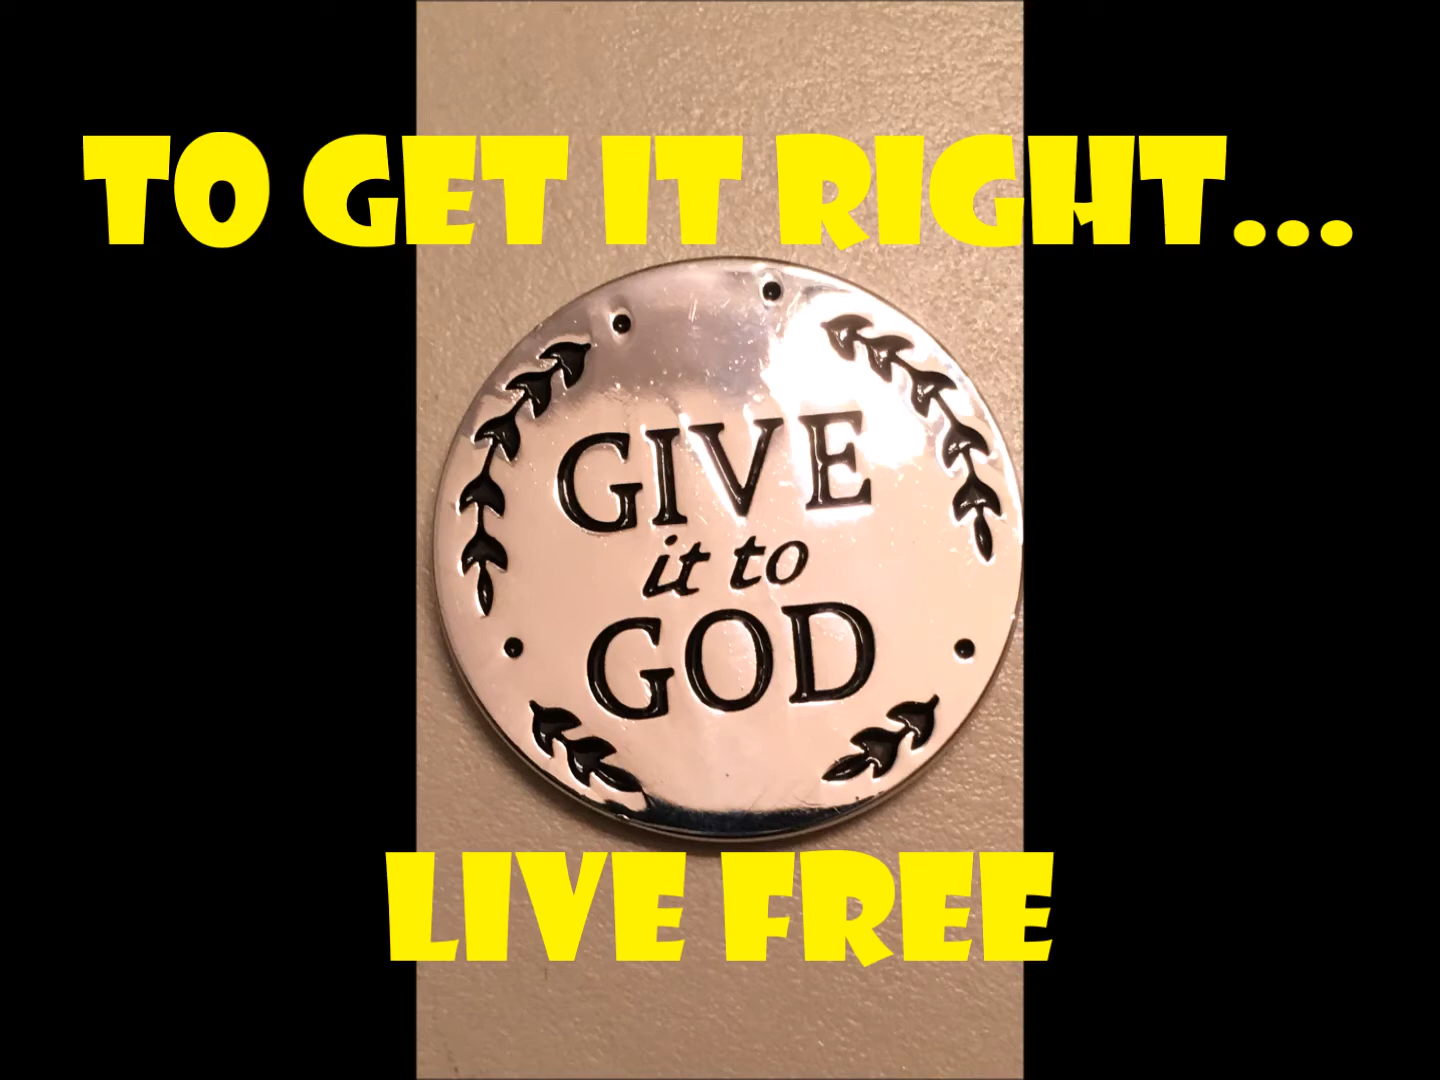 TO GET IT RIGHT...
GIVE
it to
GOD
LIVE FREE